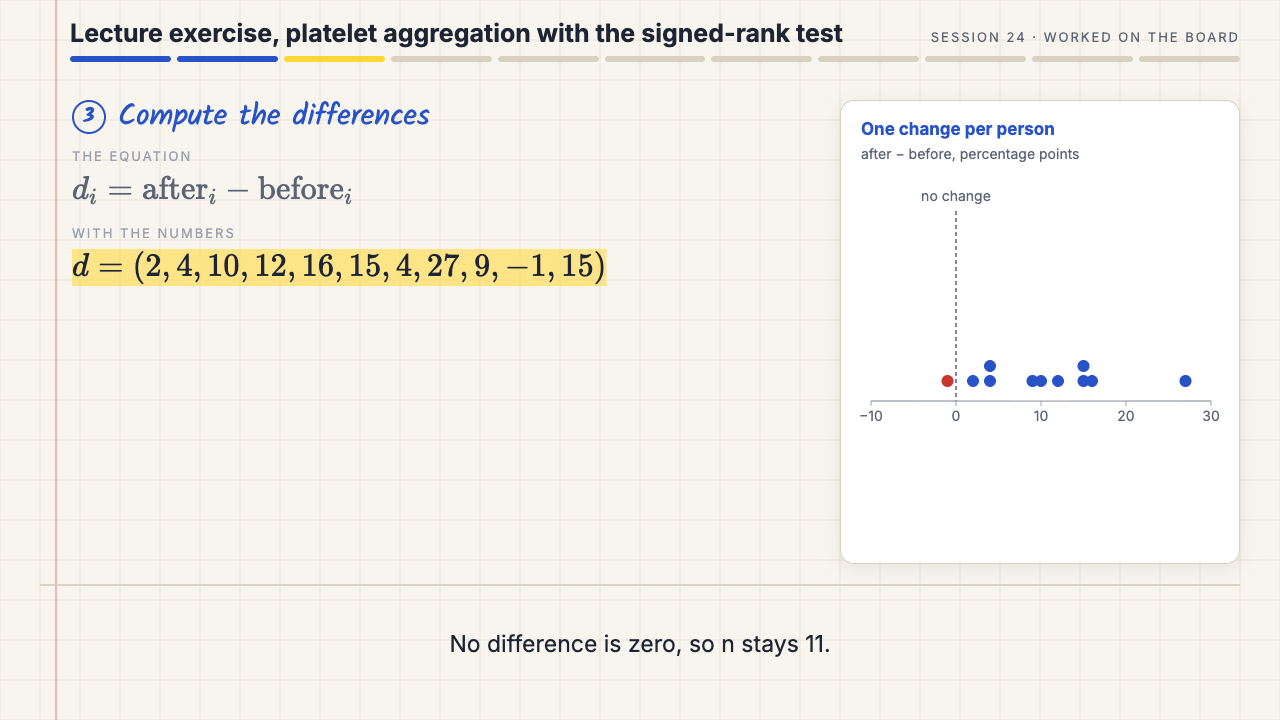 Lecture exercise, platelet aggregation with the signed-rank test
SESSION 24 · WORKED ON THE BOARD
3 Compute the differences
THE EQUATION
dᵢ = afterᵢ − beforeᵢ
WITH THE NUMBERS
d = (2, 4, 10, 12, 16, 15, 4, 27, 9, −1, 15)
One change per person
after − before, percentage points
no change
−10 0 10 20 30
No difference is zero, so n stays 11.